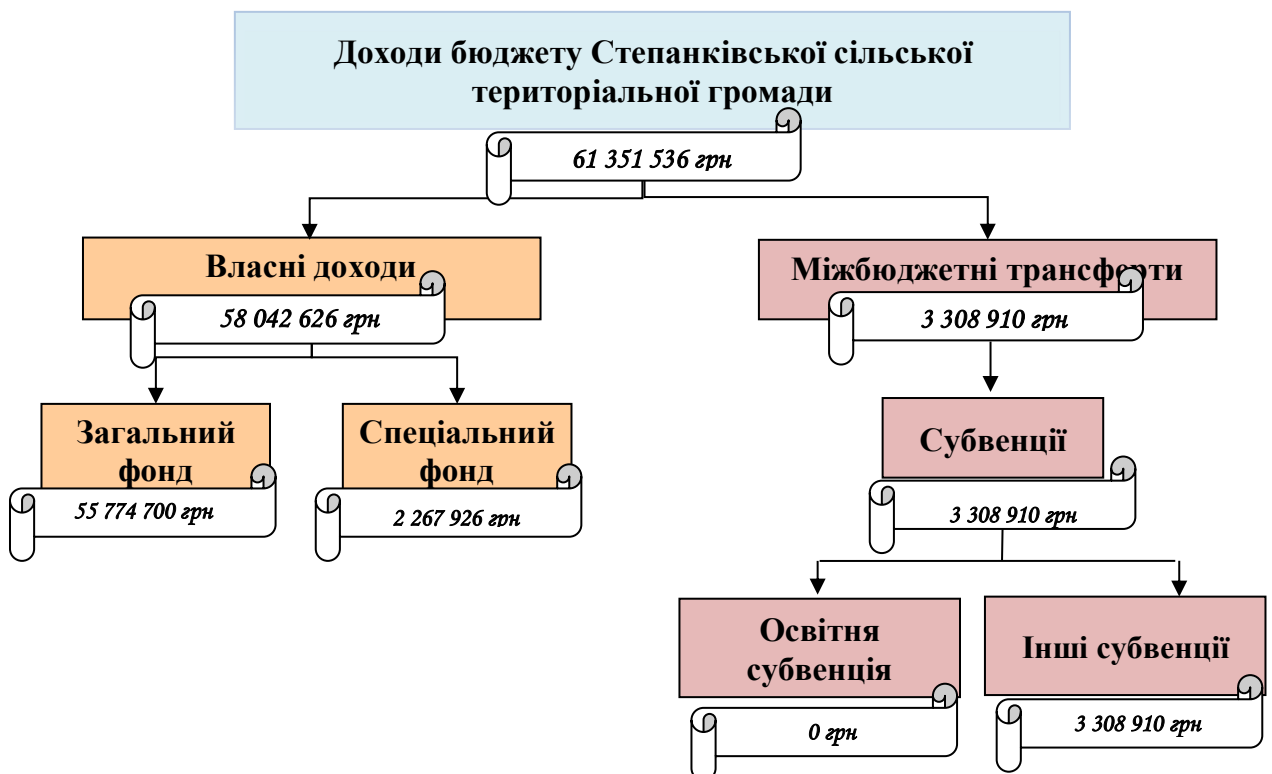 Доходи бюджету Степанківської сільської
територіальної громади
61 351 536 грн
Власні доходи
58 042 626 грн
Міжбюджетні трансферти
3 308 910 грн
Загальний
фонд
55 774 700 грн
Спеціальний
фонд
2 267 926 грн
Субвенції
3 308 910 грн
Освітня
субвенція
0 грн
Інші субвенції
3 308 910 грн